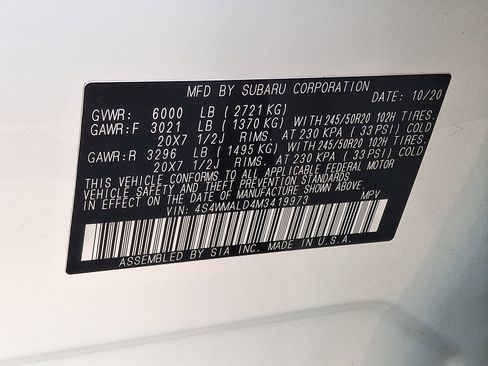 MFD BY SUBARU CORPORATION
DATE: 10/20
GVWR: 6000 LB ( 2721 KG)
GAWR:F 3021 LB ( 1370 KG) WITH 245/50R20 102H TIRES.
20X7 1/2J RIMS. AT 230 KPA ( 33 PSI) COLD
GAWR:R 3296 LB ( 1495 KG) WITH 245/50R20 102H TIRES.
20X7 1/2J RIMS. AT 230 KPA ( 33 PSI) COLD
THIS VEHICLE CONFORMS TO ALL APPLICABLE FEDERAL MOTOR
VEHICLE SAFETY AND THEFT PREVENTION STANDARDS
IN EFFECT ON THE DATE OF MANUFACTURE SHOWN ABOVE.
VIN: 4S4WMALD4M3419973 MPV
ASSEMBLED BY SIA INC. MADE IN U.S.A.